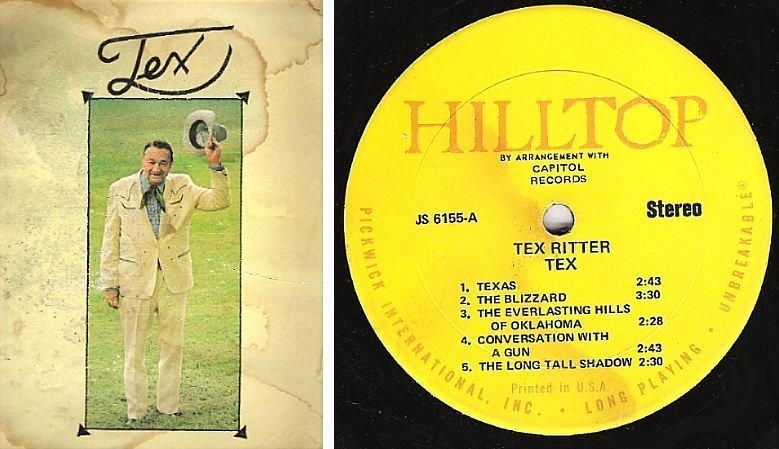 Tex
HILLTOP
BY ARRANGEMENT WITH
CAPITOL
RECORDS
JS 6155-A
Stereo
TEX RITTER
TEX
1. TEXAS 2:43
2. THE BLIZZARD 3:30
3. THE EVERLASTING HILLS
OF OKLAHOMA 2:28
4. CONVERSATION WITH
A GUN 2:43
5. THE LONG TALL SHADOW 2:30
Printed in U.S.A.
PICKWICK INTERNATIONAL, INC. • LONG PLAYING • UNBREAKABLE®